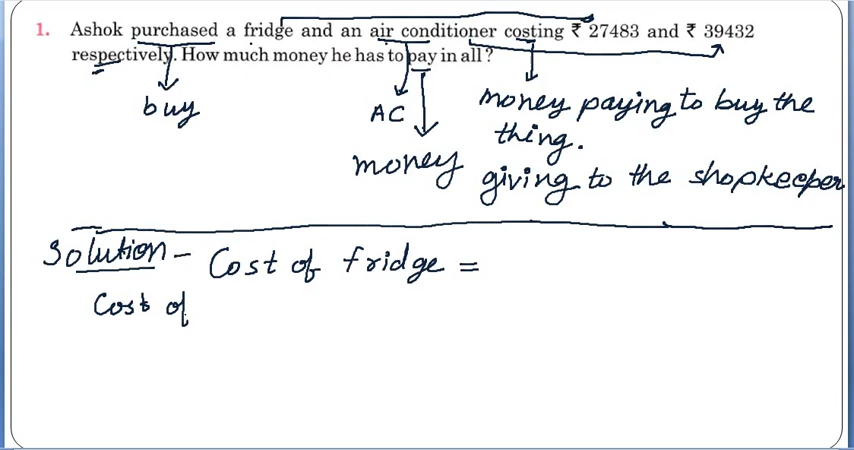 1. Ashok purchased a fridge and an air conditioner costing ₹ 27483 and ₹ 39432
respectively. How much money he has to pay in all?
buy
AC
money
money paying to buy the
thing.
giving to the shopkeeper
Solution - Cost of fridge =
Cost of